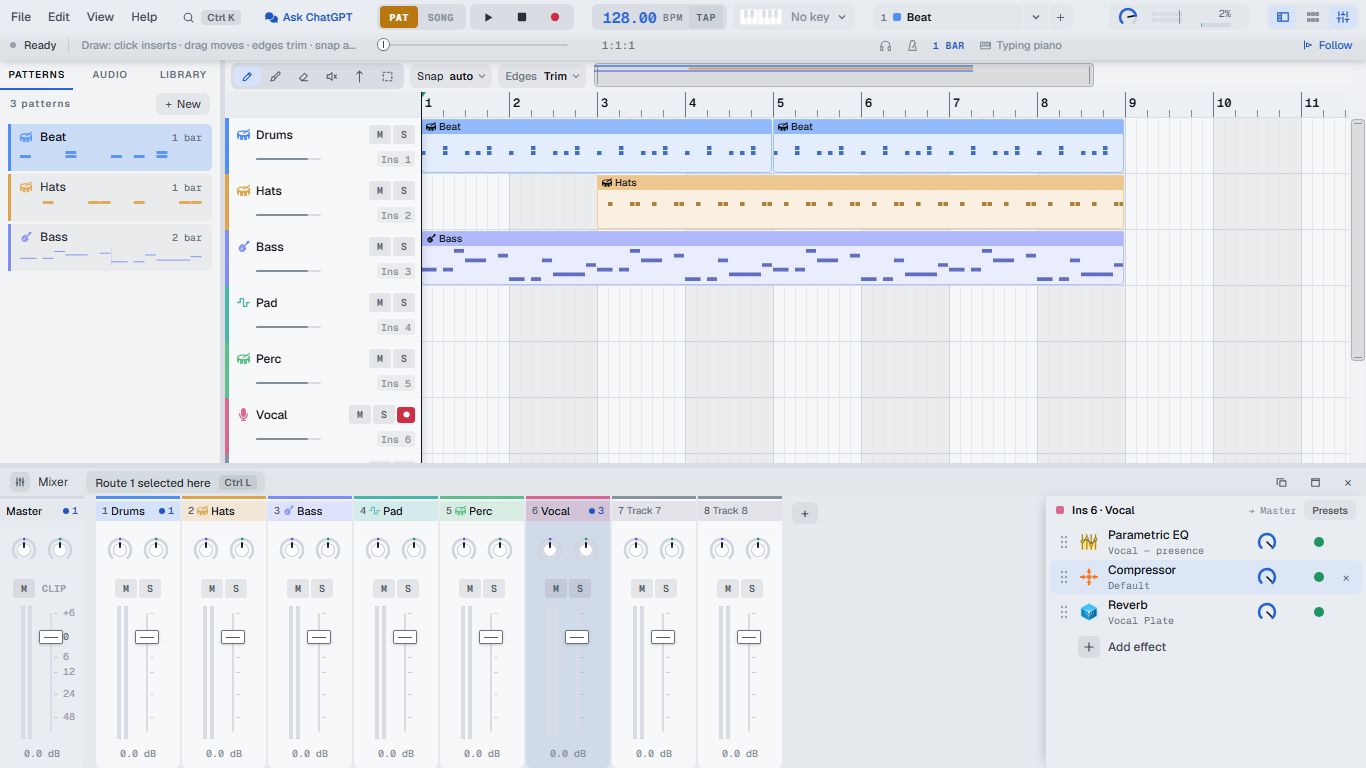 File Edit View Help Ctrl K Ask ChatGPT PAT SONG 128.00 BPM TAP No key 1 Beat + 2%
Ready Draw: click inserts · drag moves · edges trim · snap a... 1:1:1 1 BAR Typing piano Follow
PATTERNS AUDIO LIBRARY Snap auto Edges Trim
3 patterns + New 1 2 3 4 5 6 7 8 9 10 11
Beat 1 bar
Hats 1 bar
Bass 2 bar
Drums M S Beat Beat
Ins 1
Hats M S Hats
Ins 2
Bass M S Bass
Ins 3
Pad M S
Ins 4
Perc M S
Ins 5
Vocal M S
Ins 6
Mixer Route 1 selected here Ctrl L
Master 1 1 Drums 1 2 Hats 3 Bass 4 Pad 5 Perc 6 Vocal 3 7 Track 7 8 Track 8 +
M CLIP M S M S M S M S M S M S M S M S
+6
0
6
12
24
48
0.0 dB 0.0 dB 0.0 dB 0.0 dB 0.0 dB 0.0 dB 0.0 dB 0.0 dB 0.0 dB
Ins 6 · Vocal → Master Presets
Parametric EQ
Vocal — presence
Compressor
Default
Reverb
Vocal Plate
+ Add effect